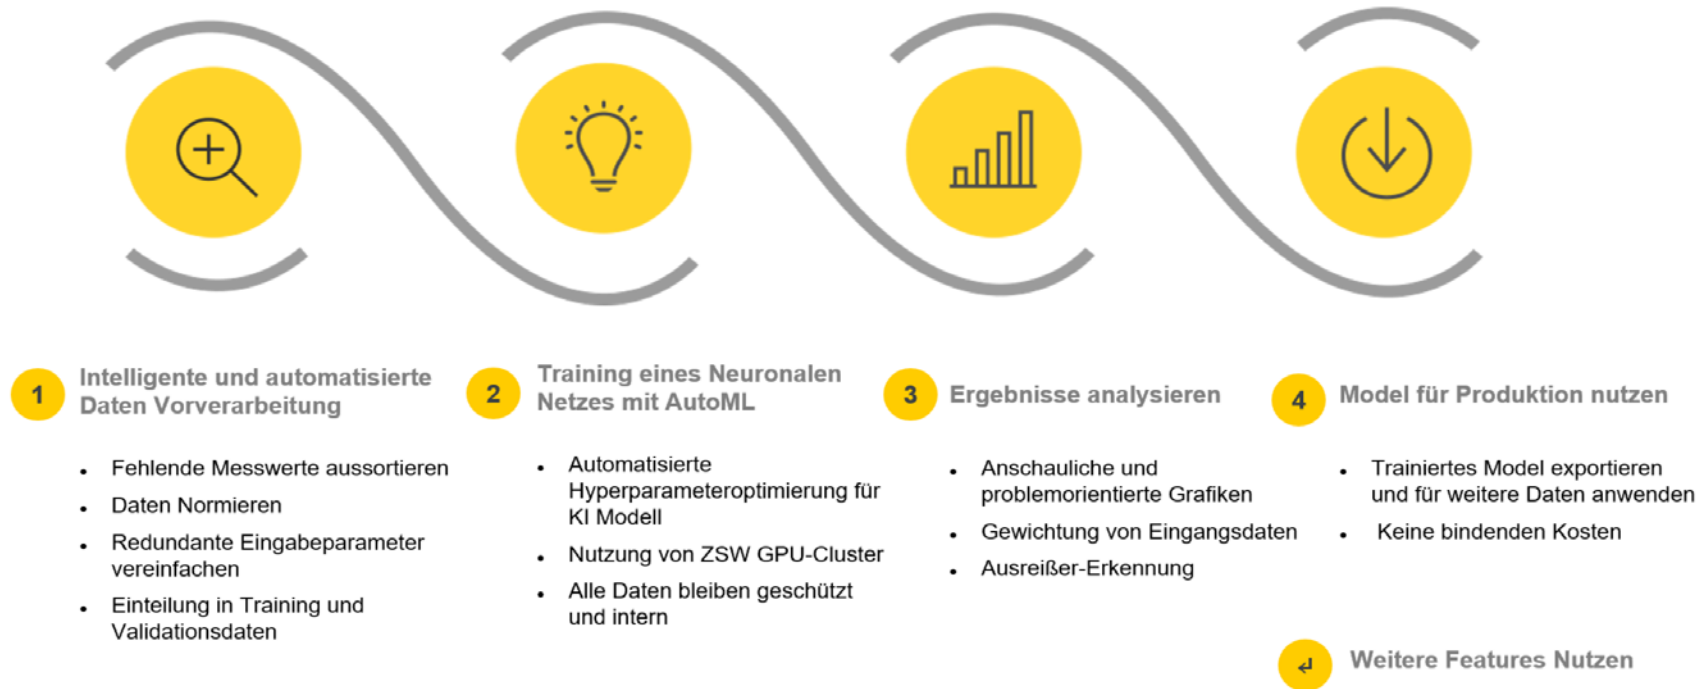 1
Intelligente und automatisierte
Daten Vorverarbeitung
• Fehlende Messwerte aussortieren
• Daten Normieren
• Redundante Eingabeparameter
vereinfachen
• Einteilung in Training und
Validationsdaten
2
Training eines Neuronalen
Netzes mit AutoML
• Automatisierte
Hyperparameteroptimierung für
KI Modell
• Nutzung von ZSW GPU-Cluster
• Alle Daten bleiben geschützt
und intern
3
Ergebnisse analysieren
• Anschauliche und
problemorientierte Grafiken
• Gewichtung von Eingangsdaten
• Ausreißer-Erkennung
4
Model für Produktion nutzen
• Trainiertes Model exportieren
und für weitere Daten anwenden
• Keine bindenden Kosten
↵
Weitere Features Nutzen